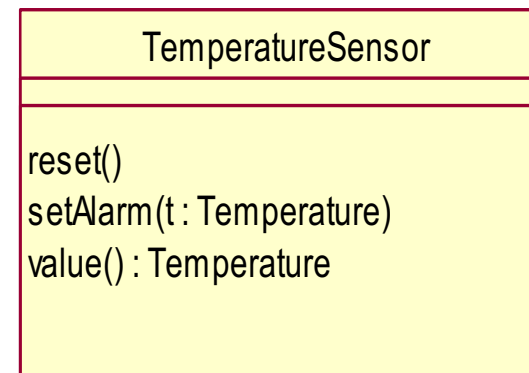 TemperatureSensor
reset()
setAlarm(t : Temperature)
value() : Temperature